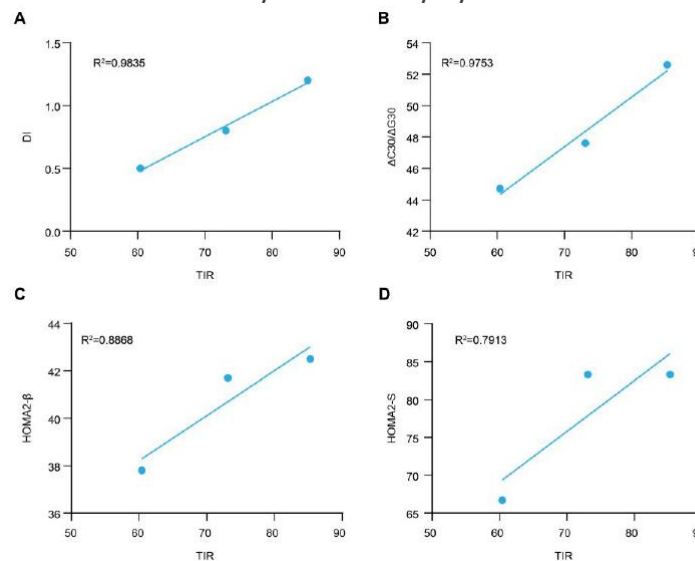 A
1.5
1.0
0.5
0.0
DI
R²=0.9835
50 60 70 80 90
TIR
B
54
52
50
48
46
44
42
ΔC30/ΔG30
R²=0.9753
50 60 70 80
TIR
C
44
42
40
38
36
HOMA2-β
R²=0.8868
50 60 70 80 90
TIR
D
90
85
80
75
70
65
HOMA2-S
R²=0.7913
50 60 70 80
TIR